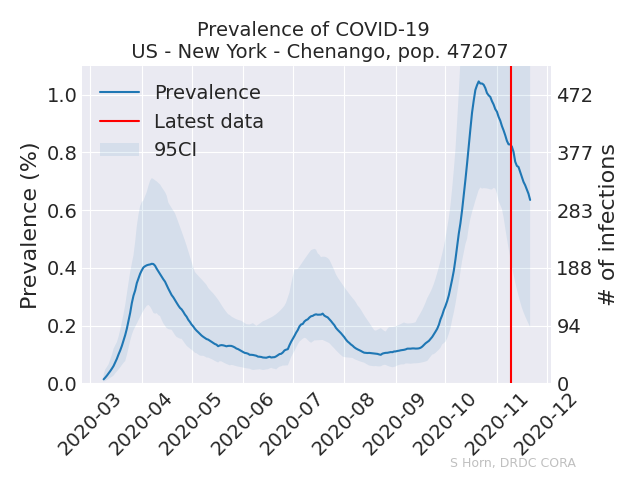 Prevalence of COVID-19
US - New York - Chenango, pop. 47207
Prevalence
Latest data
95CI
Prevalence (%)
1.0
0.8
0.6
0.4
0.2
0.0
472
377
283
188
94
0
# of infections
2020-03
2020-04
2020-05
2020-06
2020-07
2020-08
2020-09
2020-10
2020-11
2020-12
S Horn, DRDC CORA